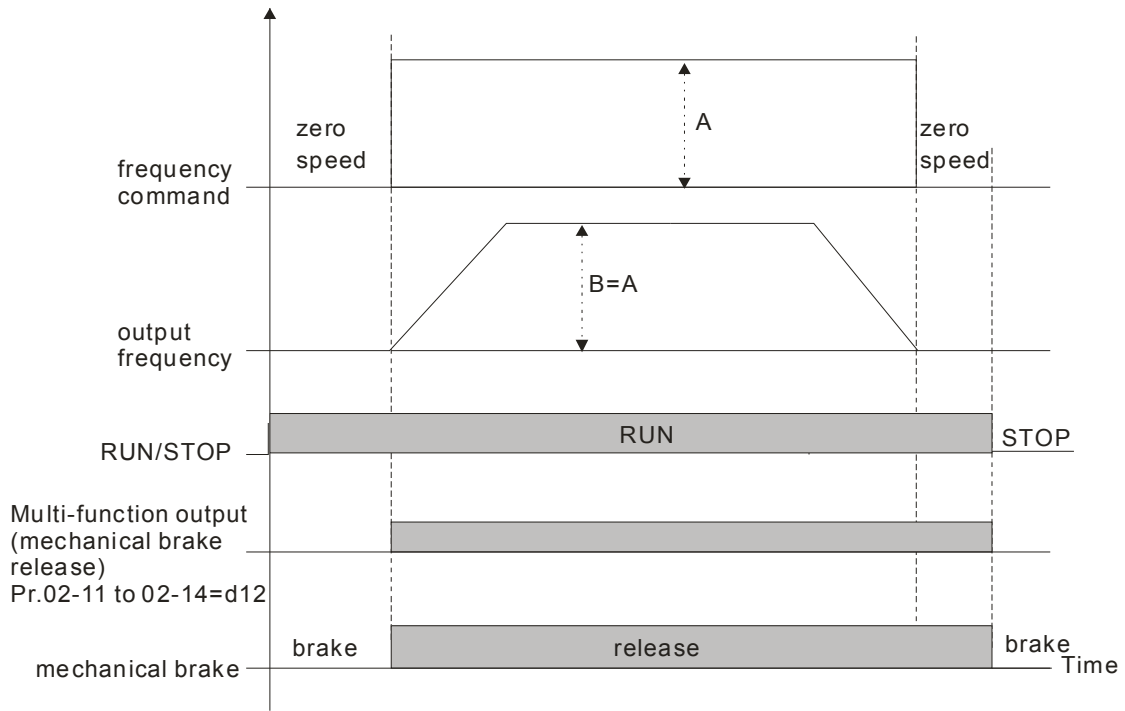 zero
speed
A
zero
speed
frequency
command
B=A
output
frequency
RUN
RUN/STOP
STOP
Multi-function output
(mechanical brake
release)
Pr.02-11 to 02-14=d12
brake
release
brake
mechanical brake
Time